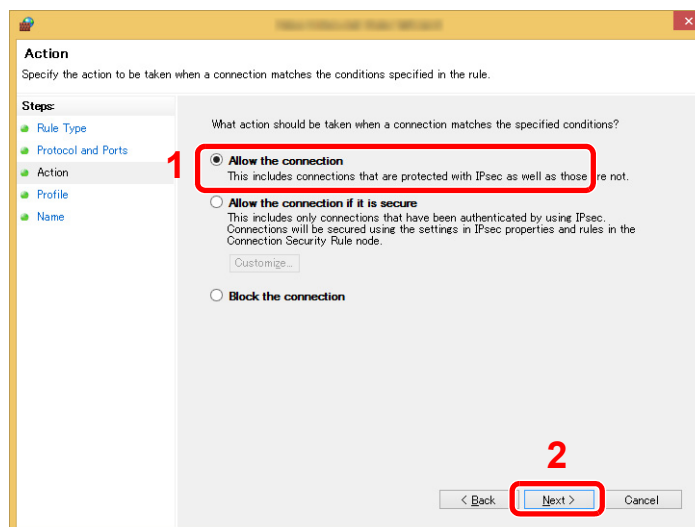 Action
Specify the action to be taken when a connection matches the conditions specified in the rule.
Steps:
Rule Type
Protocol and Ports
Action
Profile
Name
What action should be taken when a connection matches the specified conditions?
1
Allow the connection
This includes connections that are protected with IPsec as well as those re not.
Allow the connection if it is secure
This includes only connections that have been authenticated by using IPsec.
Connections will be secured using the settings in IPsec properties and rules in the
Connection Security Rule node.
Customize...
Block the connection
2
< Back
Next >
Cancel